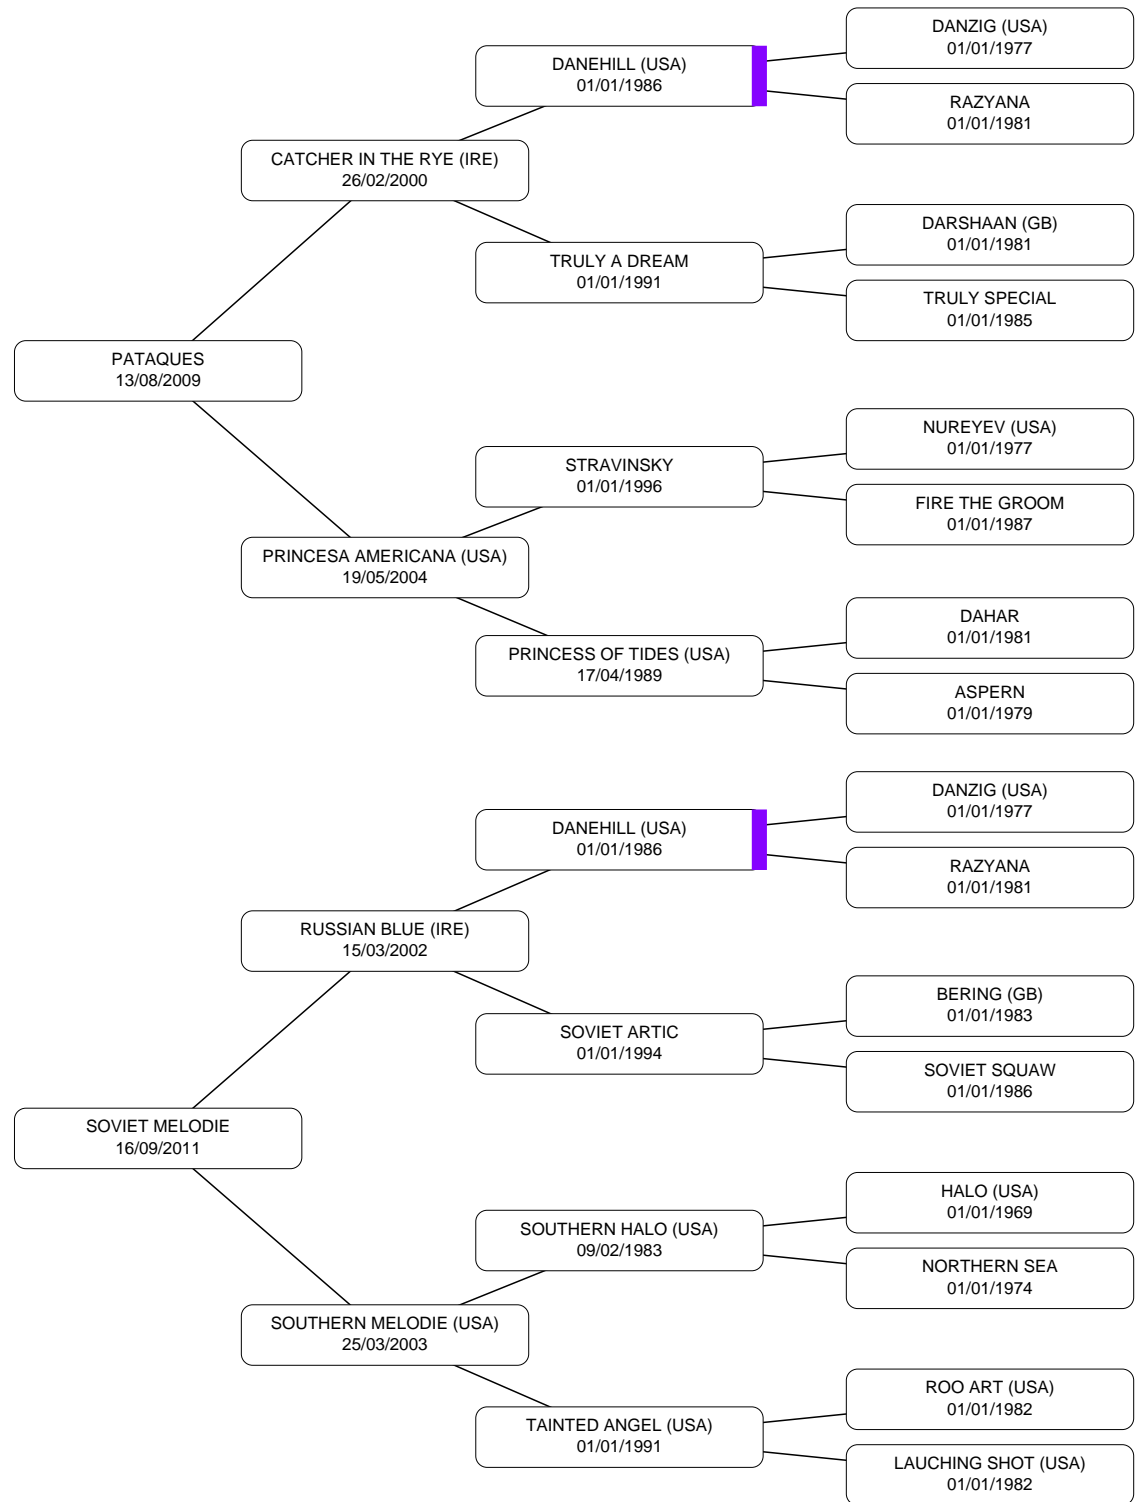 DANZIG (USA)
01/01/1977
DANEHILL (USA)
01/01/1986
RAZYANA
01/01/1981
CATCHER IN THE RYE (IRE)
26/02/2000
DARSHAAN (GB)
01/01/1981
TRULY A DREAM
01/01/1991
TRULY SPECIAL
01/01/1985
PATAQUES
13/08/2009
NUREYEV (USA)
01/01/1977
STRAVINSKY
01/01/1996
FIRE THE GROOM
01/01/1987
PRINCESA AMERICANA (USA)
19/05/2004
DAHAR
01/01/1981
PRINCESS OF TIDES (USA)
17/04/1989
ASPERN
01/01/1979
DANZIG (USA)
01/01/1977
DANEHILL (USA)
01/01/1986
RAZYANA
01/01/1981
RUSSIAN BLUE (IRE)
15/03/2002
BERING (GB)
01/01/1983
SOVIET ARTIC
01/01/1994
SOVIET SQUAW
01/01/1986
SOVIET MELODIE
16/09/2011
HALO (USA)
01/01/1969
SOUTHERN HALO (USA)
09/02/1983
NORTHERN SEA
01/01/1974
SOUTHERN MELODIE (USA)
25/03/2003
ROO ART (USA)
01/01/1982
TAINTED ANGEL (USA)
01/01/1991
LAUCHING SHOT (USA)
01/01/1982